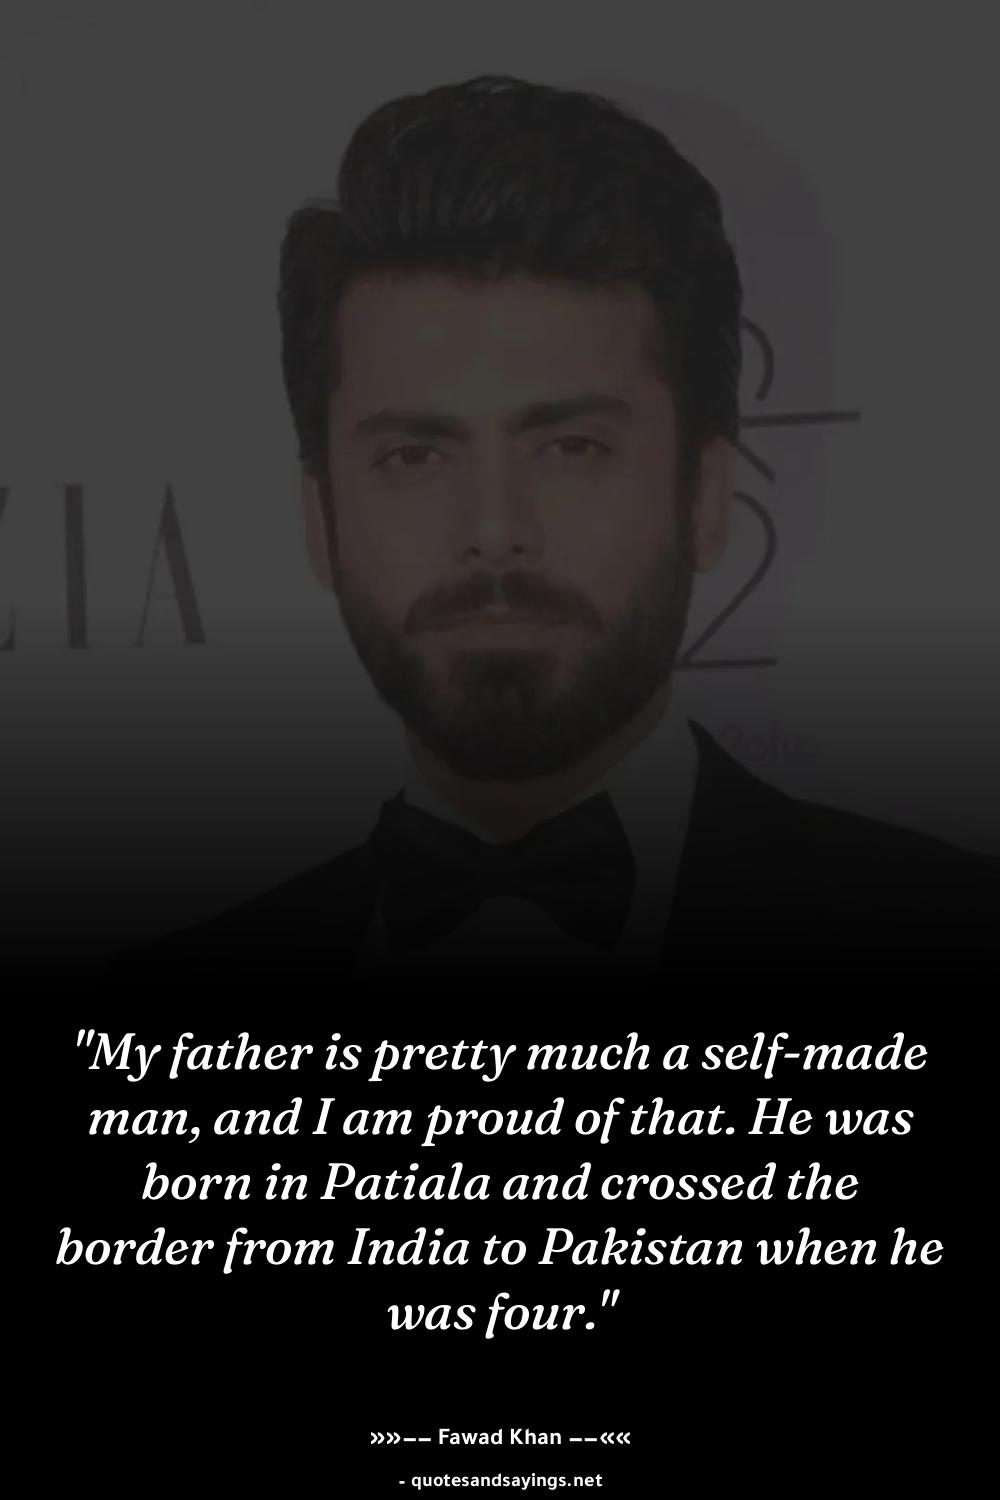 ZIA
"My father is pretty much a self-made
man, and I am proud of that. He was
born in Patiala and crossed the
border from India to Pakistan when he
was four."
»»–– Fawad Khan ––««
- quotesandsayings.net